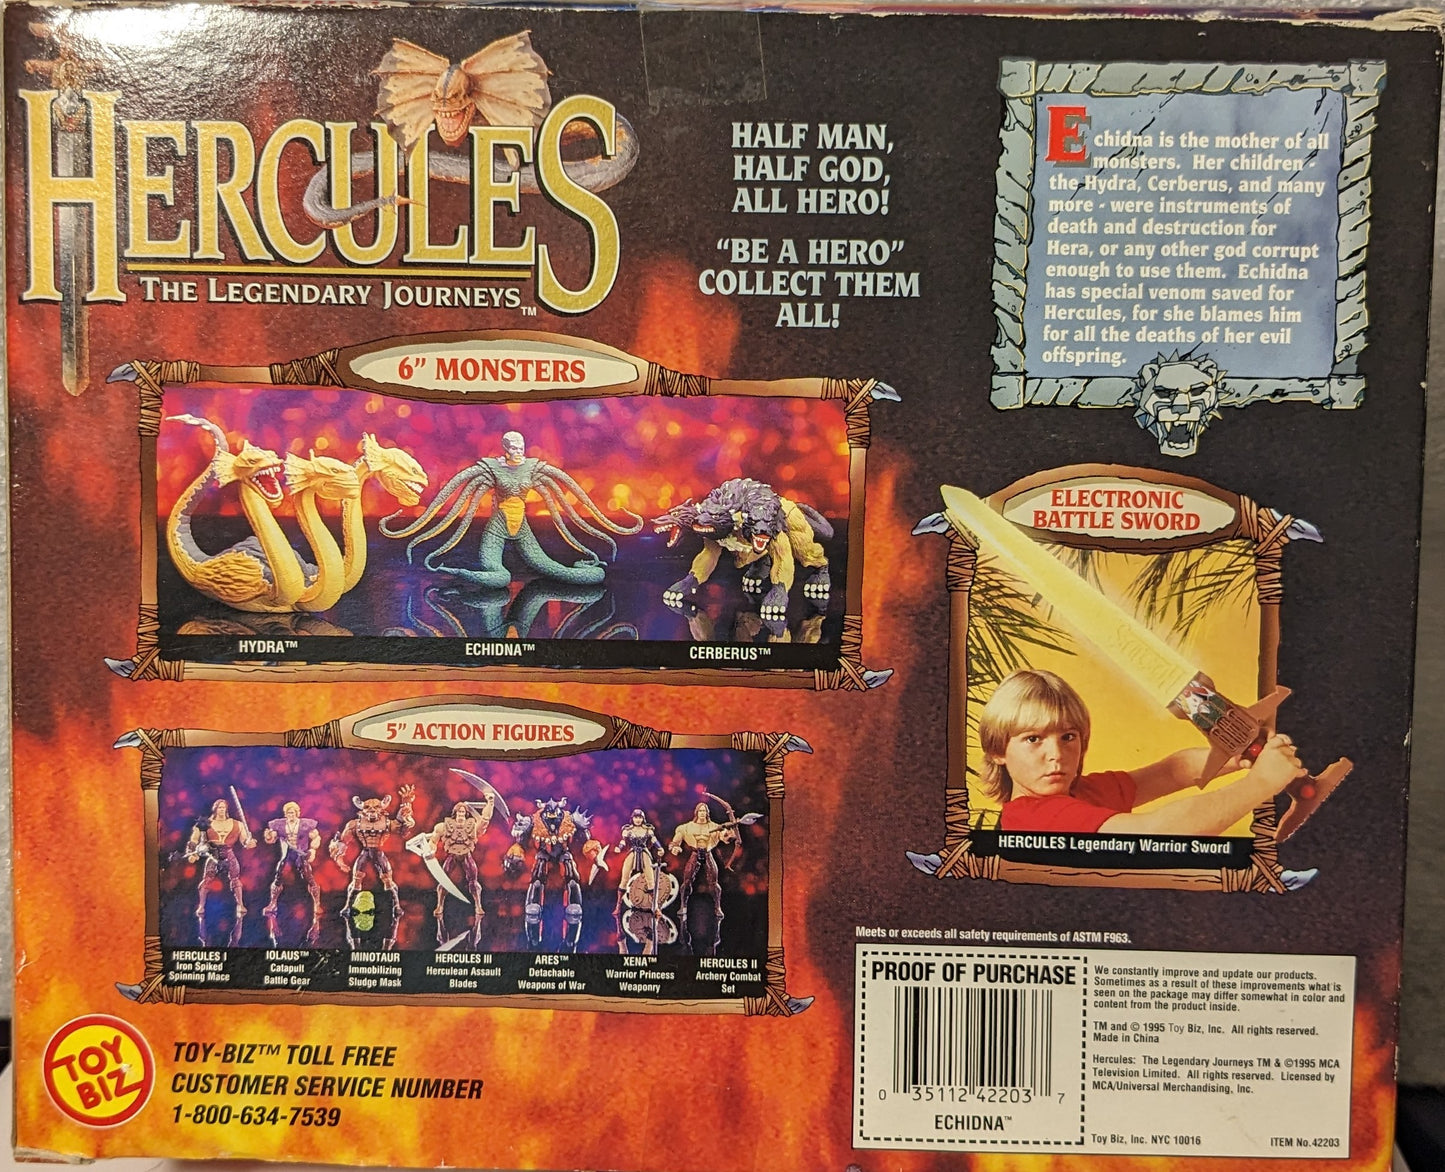 HERCULES
THE LEGENDARY JOURNEYS™
HALF MAN,
HALF GOD,
ALL HERO!
"BE A HERO"
COLLECT THEM
ALL!
Echidna is the mother of all
monsters. Her children -
the Hydra, Cerberus, and many
more - were instruments of
death and destruction for
Hera, or any other god corrupt
enough to use them. Echidna
has special venom saved for
Hercules, for she blames him
for all the deaths of her evil
offspring.
6" MONSTERS
HYDRA™
ECHIDNA™
CERBERUS™
ELECTRONIC
BATTLE SWORD
HERCULES
HERCULES Legendary Warrior Sword
5" ACTION FIGURES
HERCULES I
Iron Spiked
Spinning Mace
IOLAUS™
Catapult
Battle Gear
MINOTAUR
Immobilizing
Sludge Mask
HERCULES III
Herculean Assault
Blades
ARES™
Detachable
Weapons of War
XENA™
Warrior Princess
Weaponry
HERCULES II
Archery Combat
Set
TOY
BIZ
TOY-BIZ™ TOLL FREE
CUSTOMER SERVICE NUMBER
1-800-634-7539
Meets or exceeds all safety requirements of ASTM F963.
PROOF OF PURCHASE
0 35112 42203 7
ECHIDNA™
We constantly improve and update our products.
Sometimes as a result of these improvements what is
seen on the package may differ somewhat in color and
content from the product inside.
TM and © 1995 Toy Biz, Inc. All rights reserved.
Made in China
Hercules: The Legendary Journeys TM & ©1995 MCA
Television Limited. All rights reserved. Licensed by
MCA/Universal Merchandising, Inc.
Toy Biz, Inc. NYC 10016
ITEM No.42203